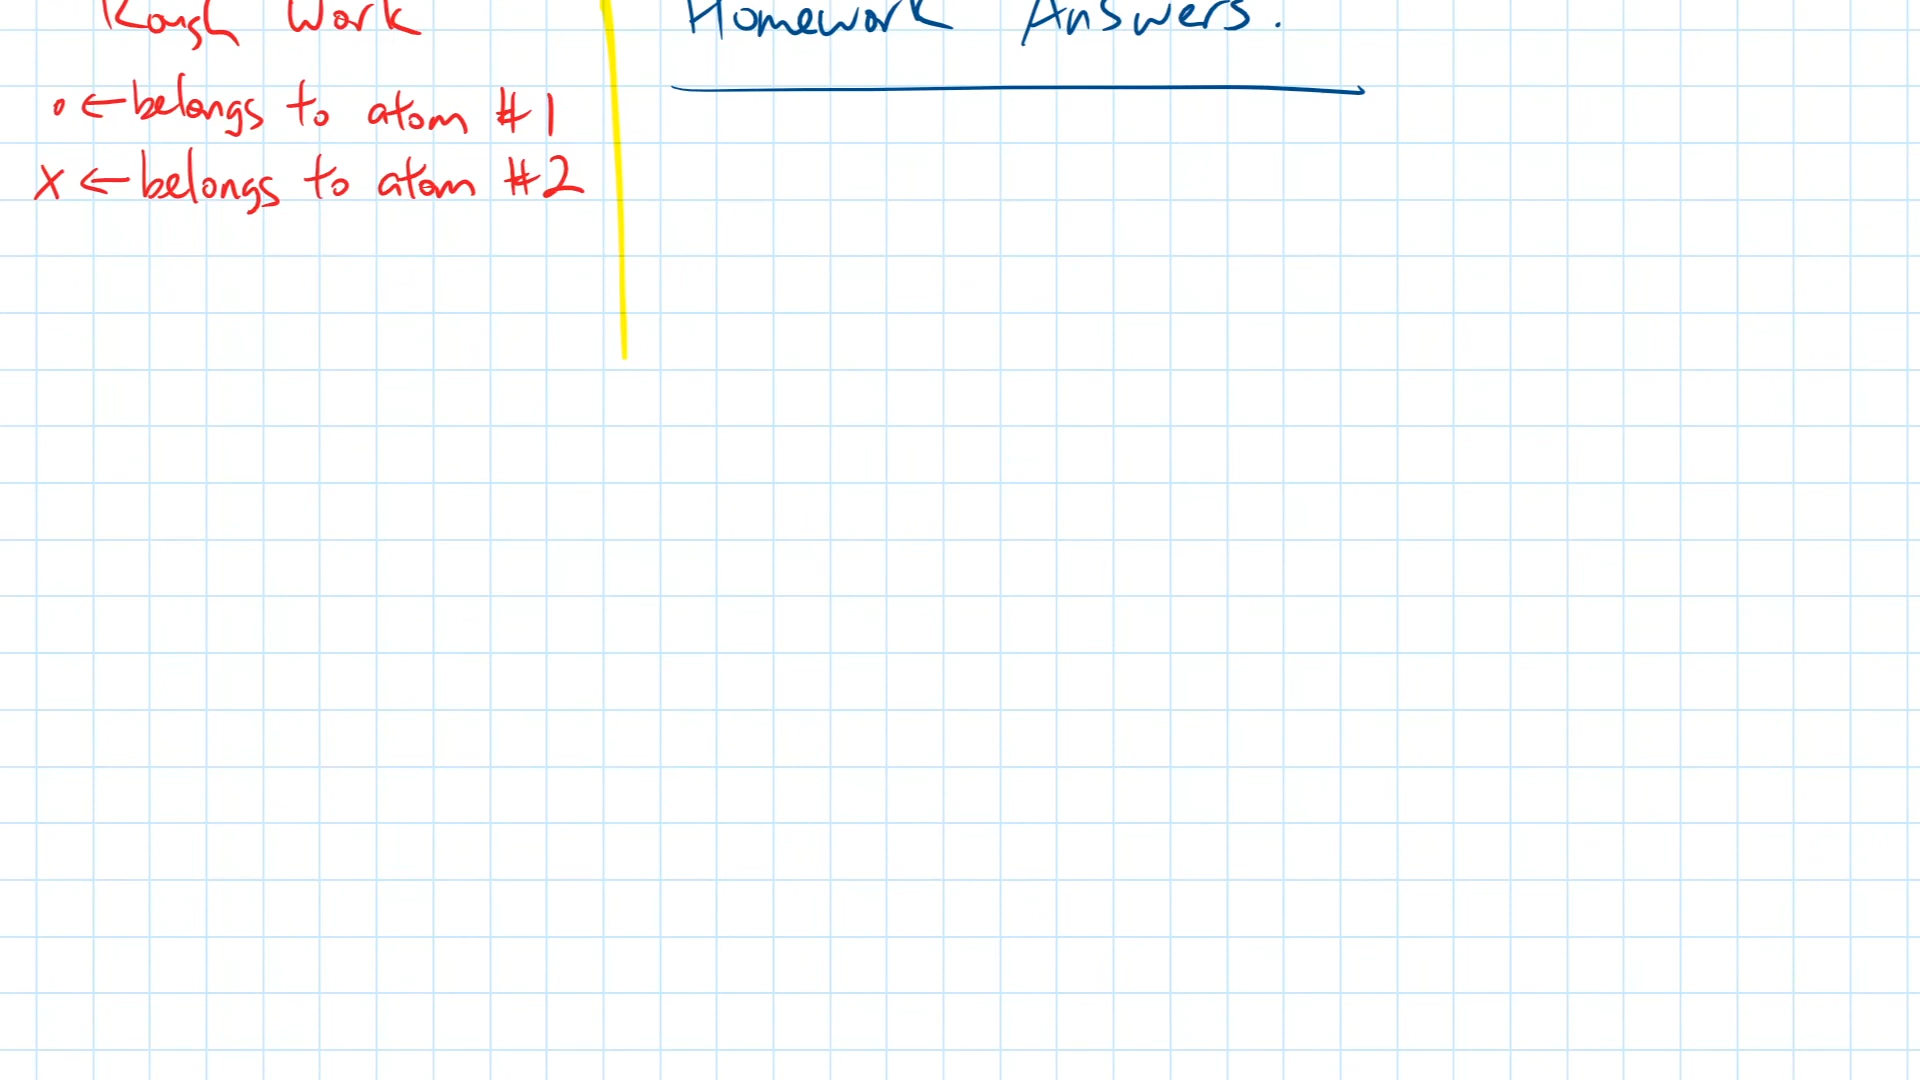 Rough Work
• ← belongs to atom #1
x ← belongs to atom #2
Homework Answers.